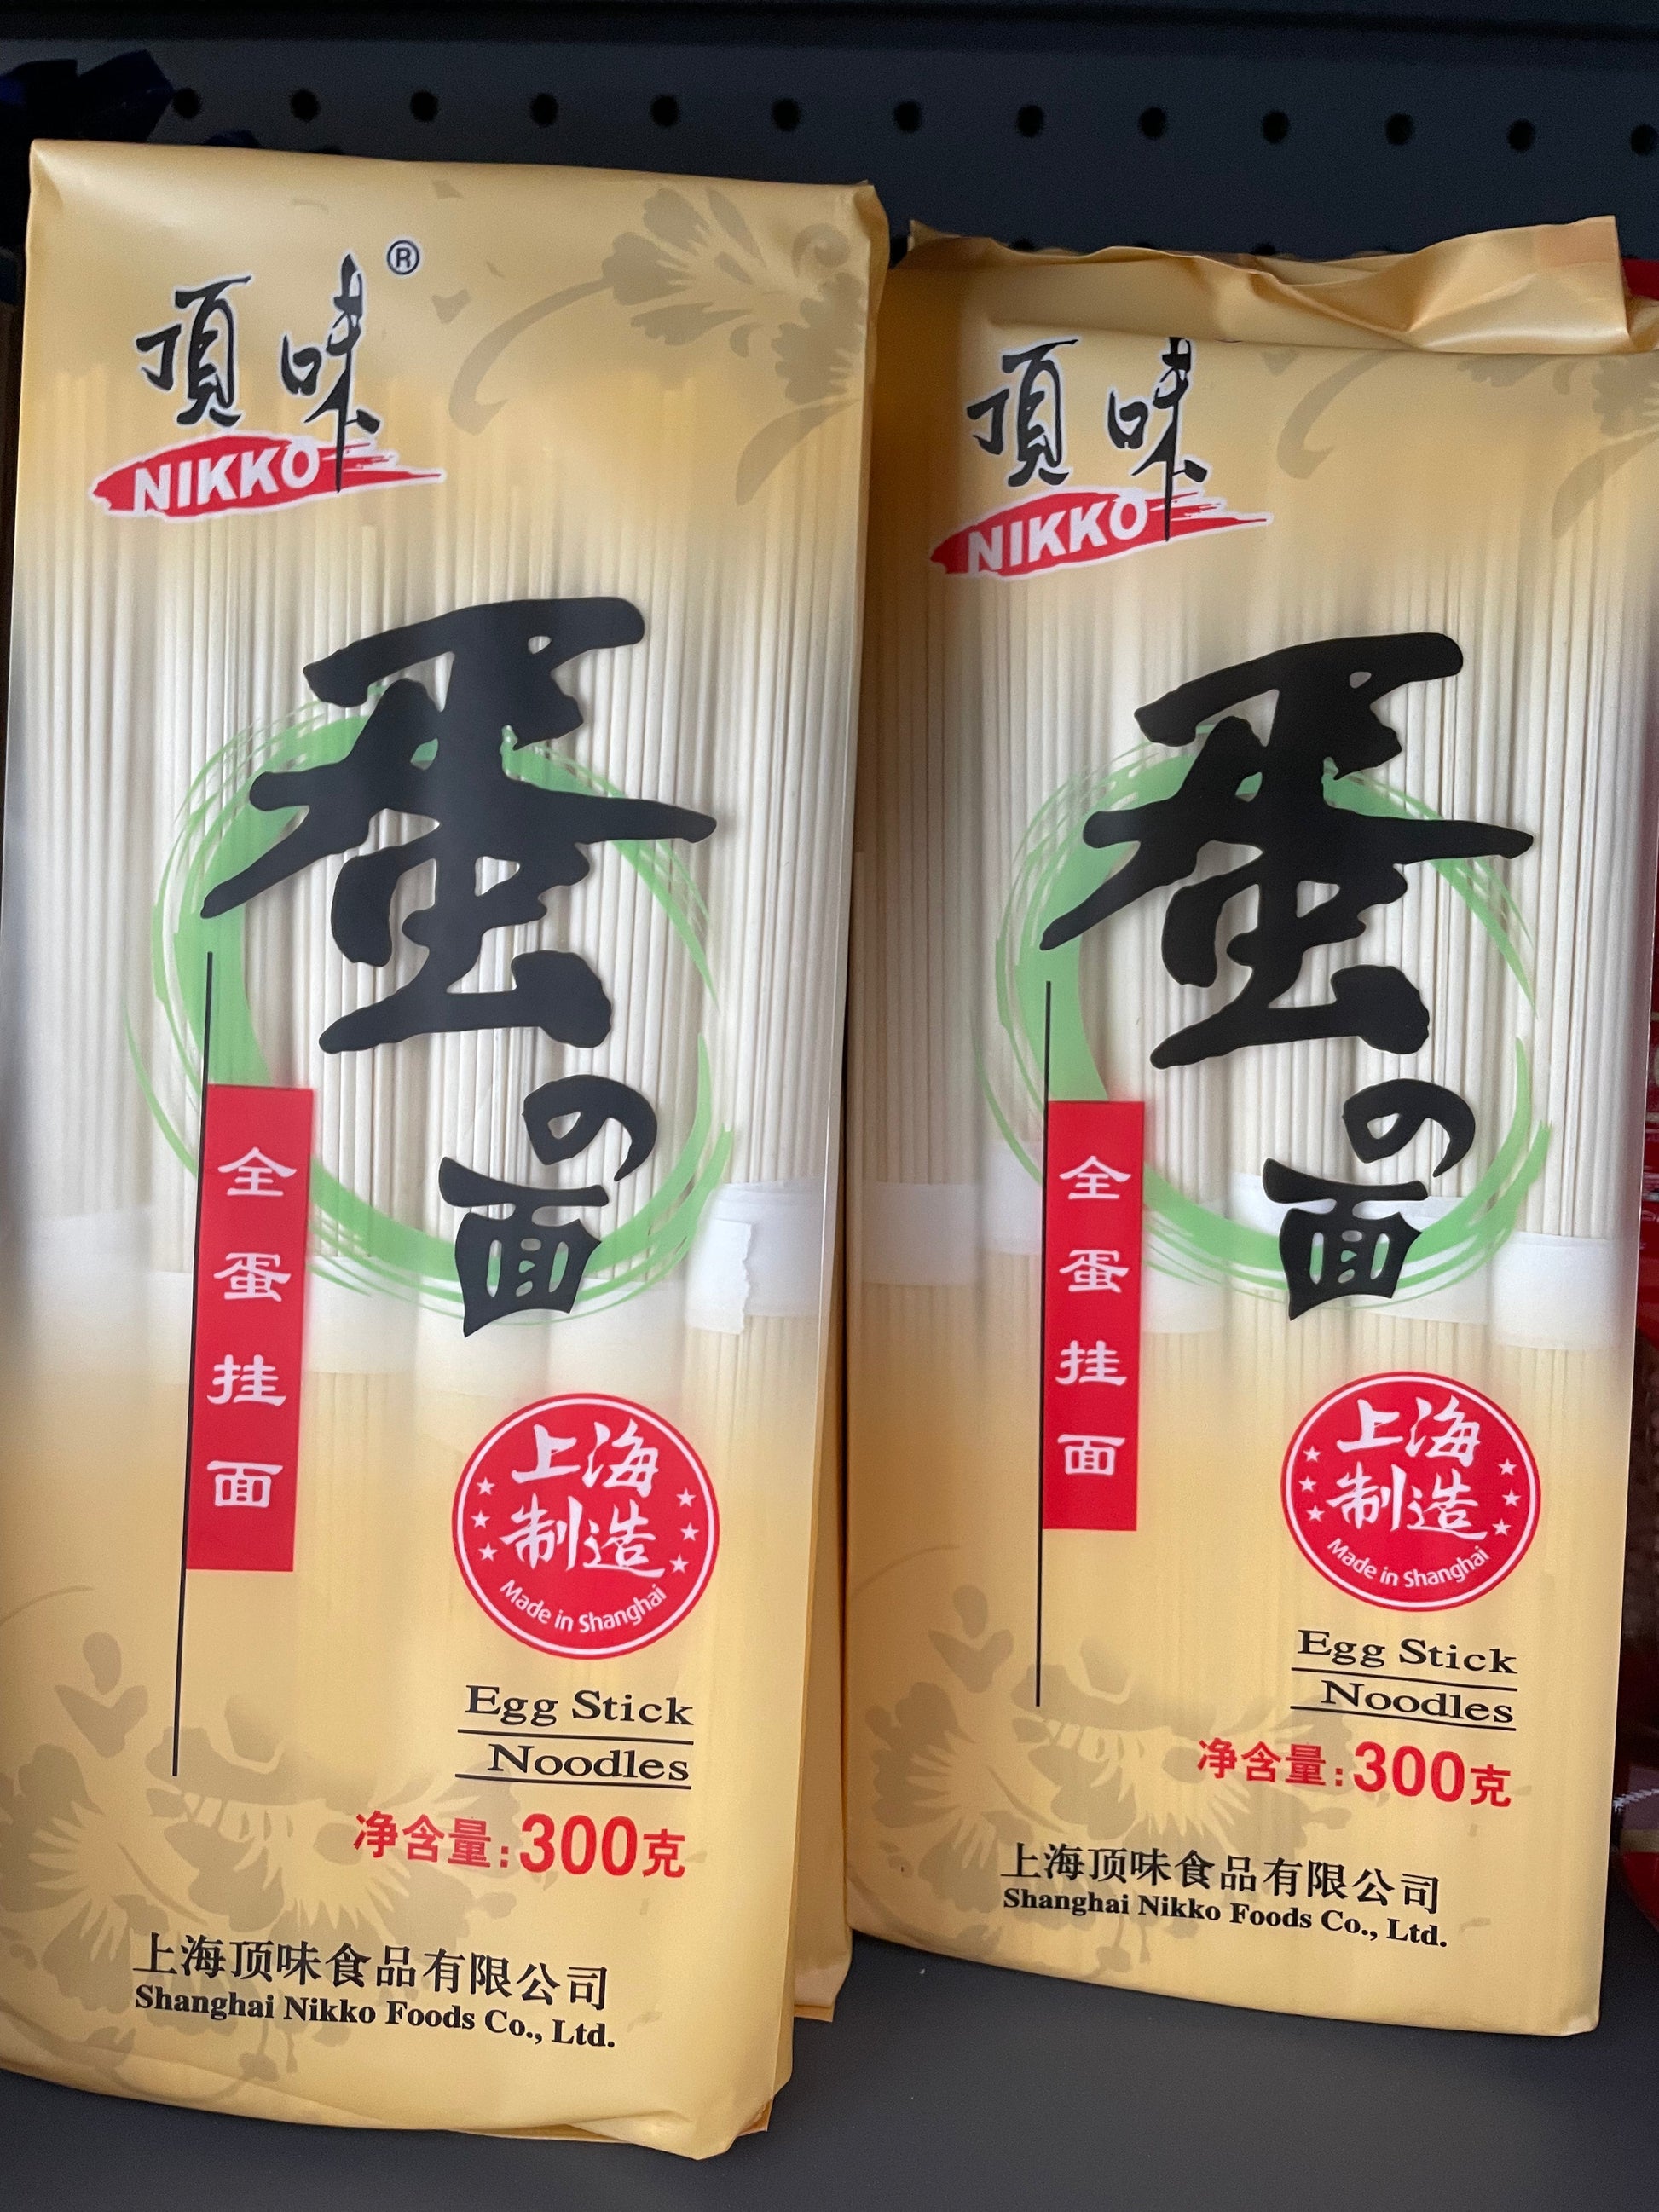 頂味®
NIKKO
蛋
の
面
全蛋挂面
上海
制造
Made in Shanghai
Egg Stick
Noodles
净含量:300克
上海顶味食品有限公司
Shanghai Nikko Foods Co., Ltd.
頂味
NIKKO
蛋
の
面
全蛋挂面
上海
制造
Made in Shanghai
Egg Stick
Noodles
净含量:300克
上海顶味食品有限公司
Shanghai Nikko Foods Co., Ltd.